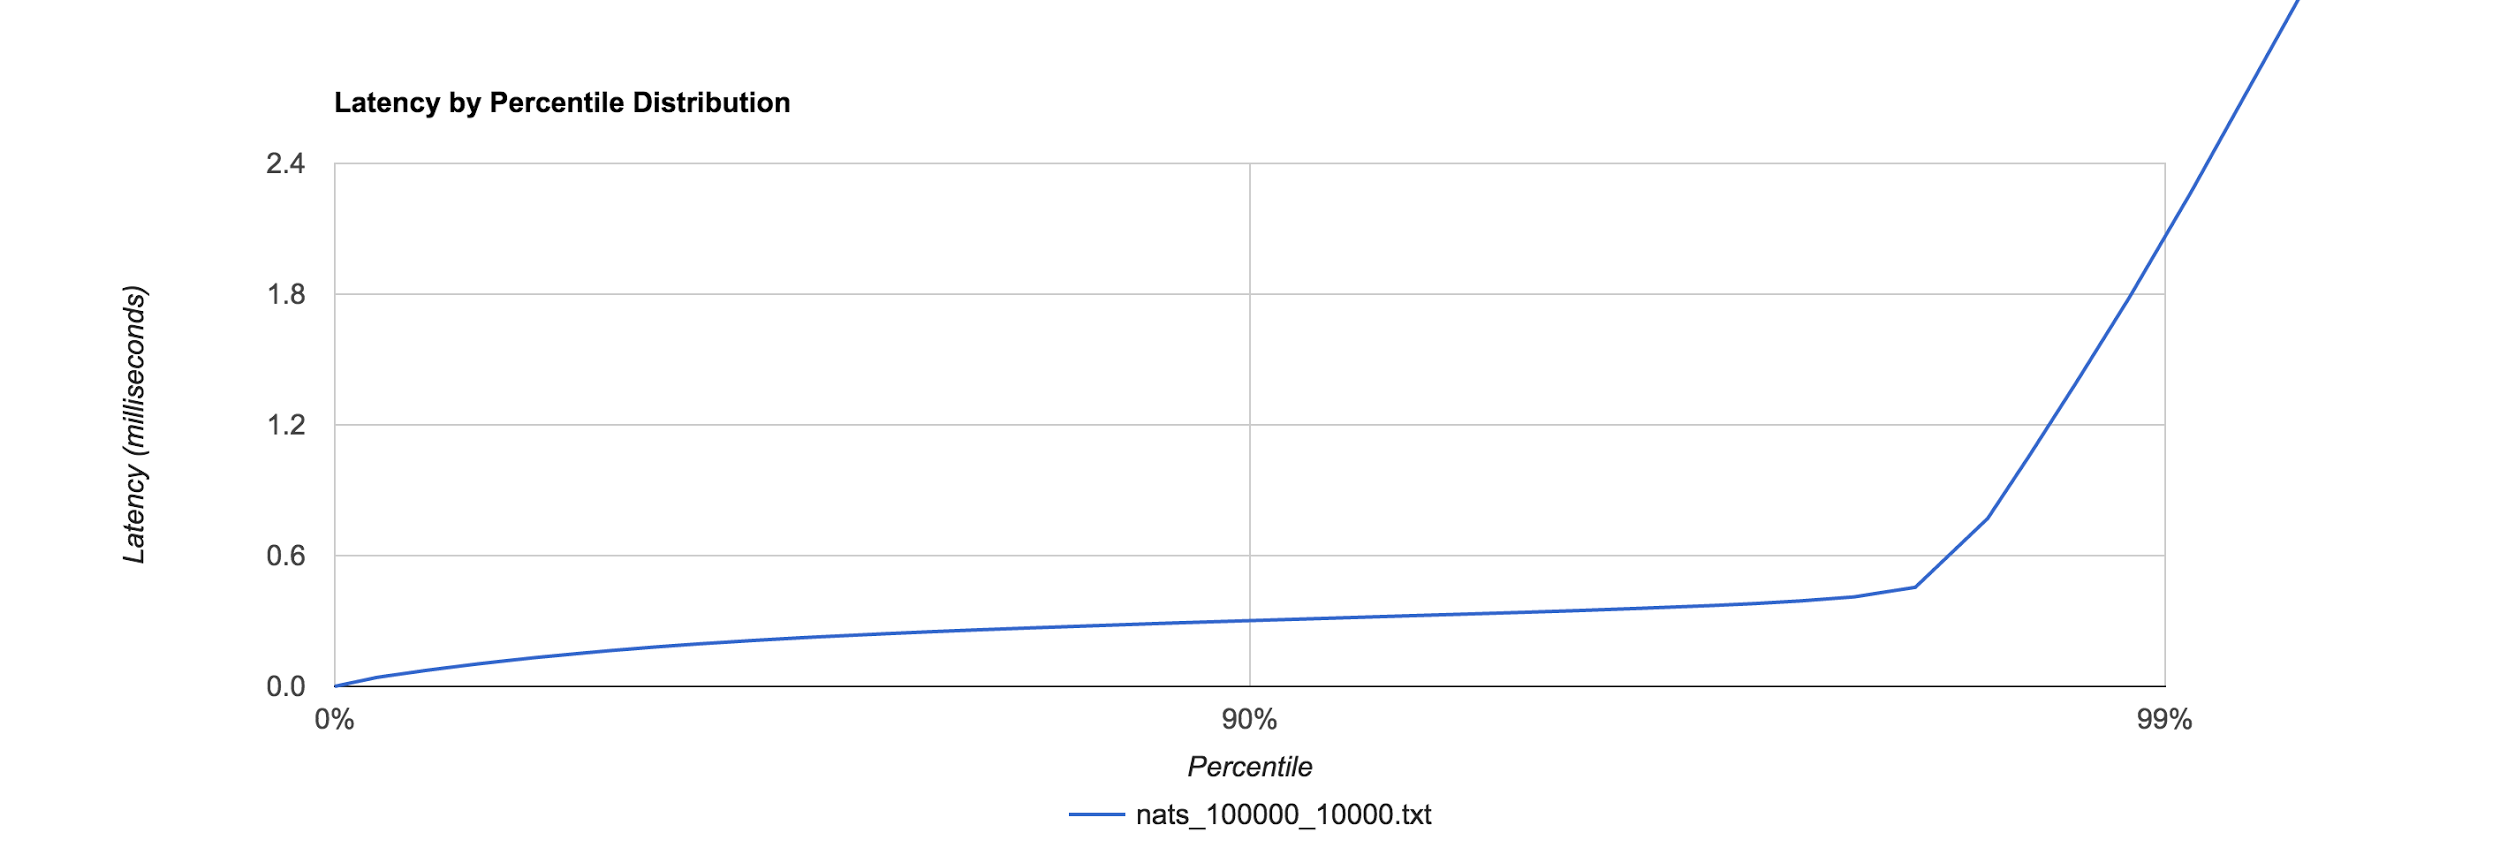 Latency by Percentile Distribution
2.4
1.8
1.2
0.6
0.0
Latency (milliseconds)
0%
90%
99%
Percentile
nats_100000_10000.txt